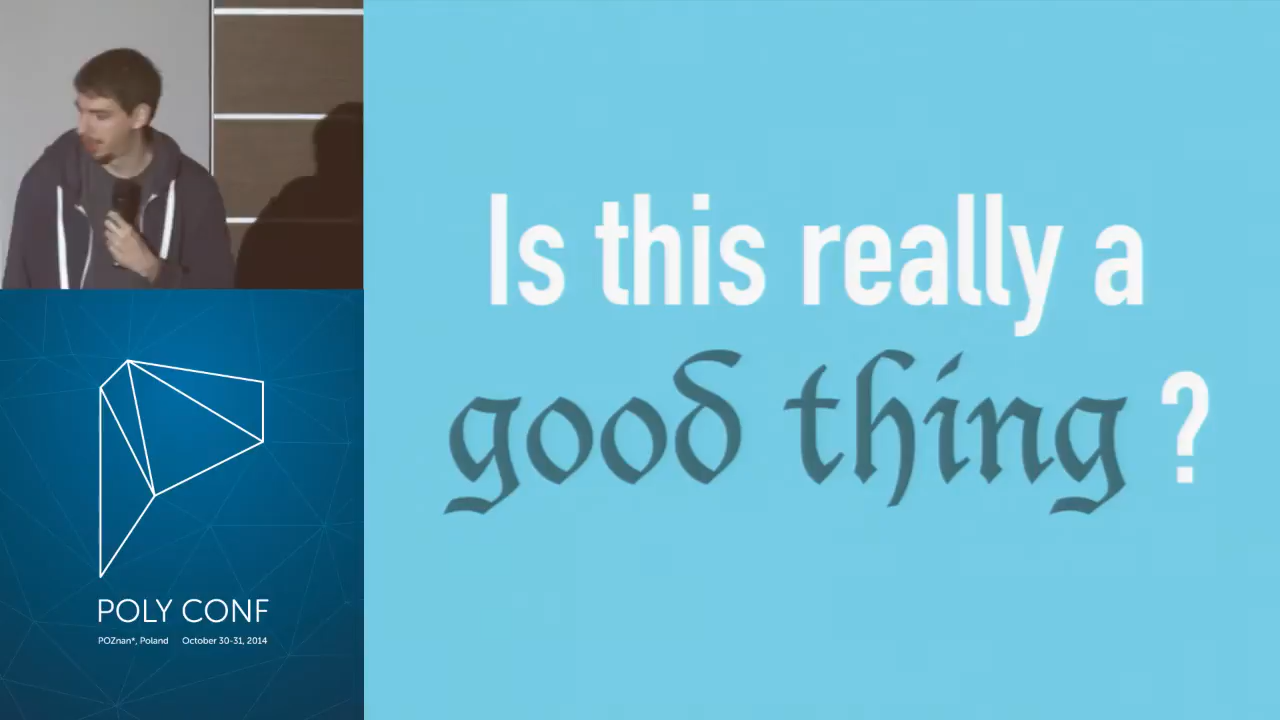 Is this really a
good thing ?
POLY CONF
POZnan*, Poland October 30-31, 2014